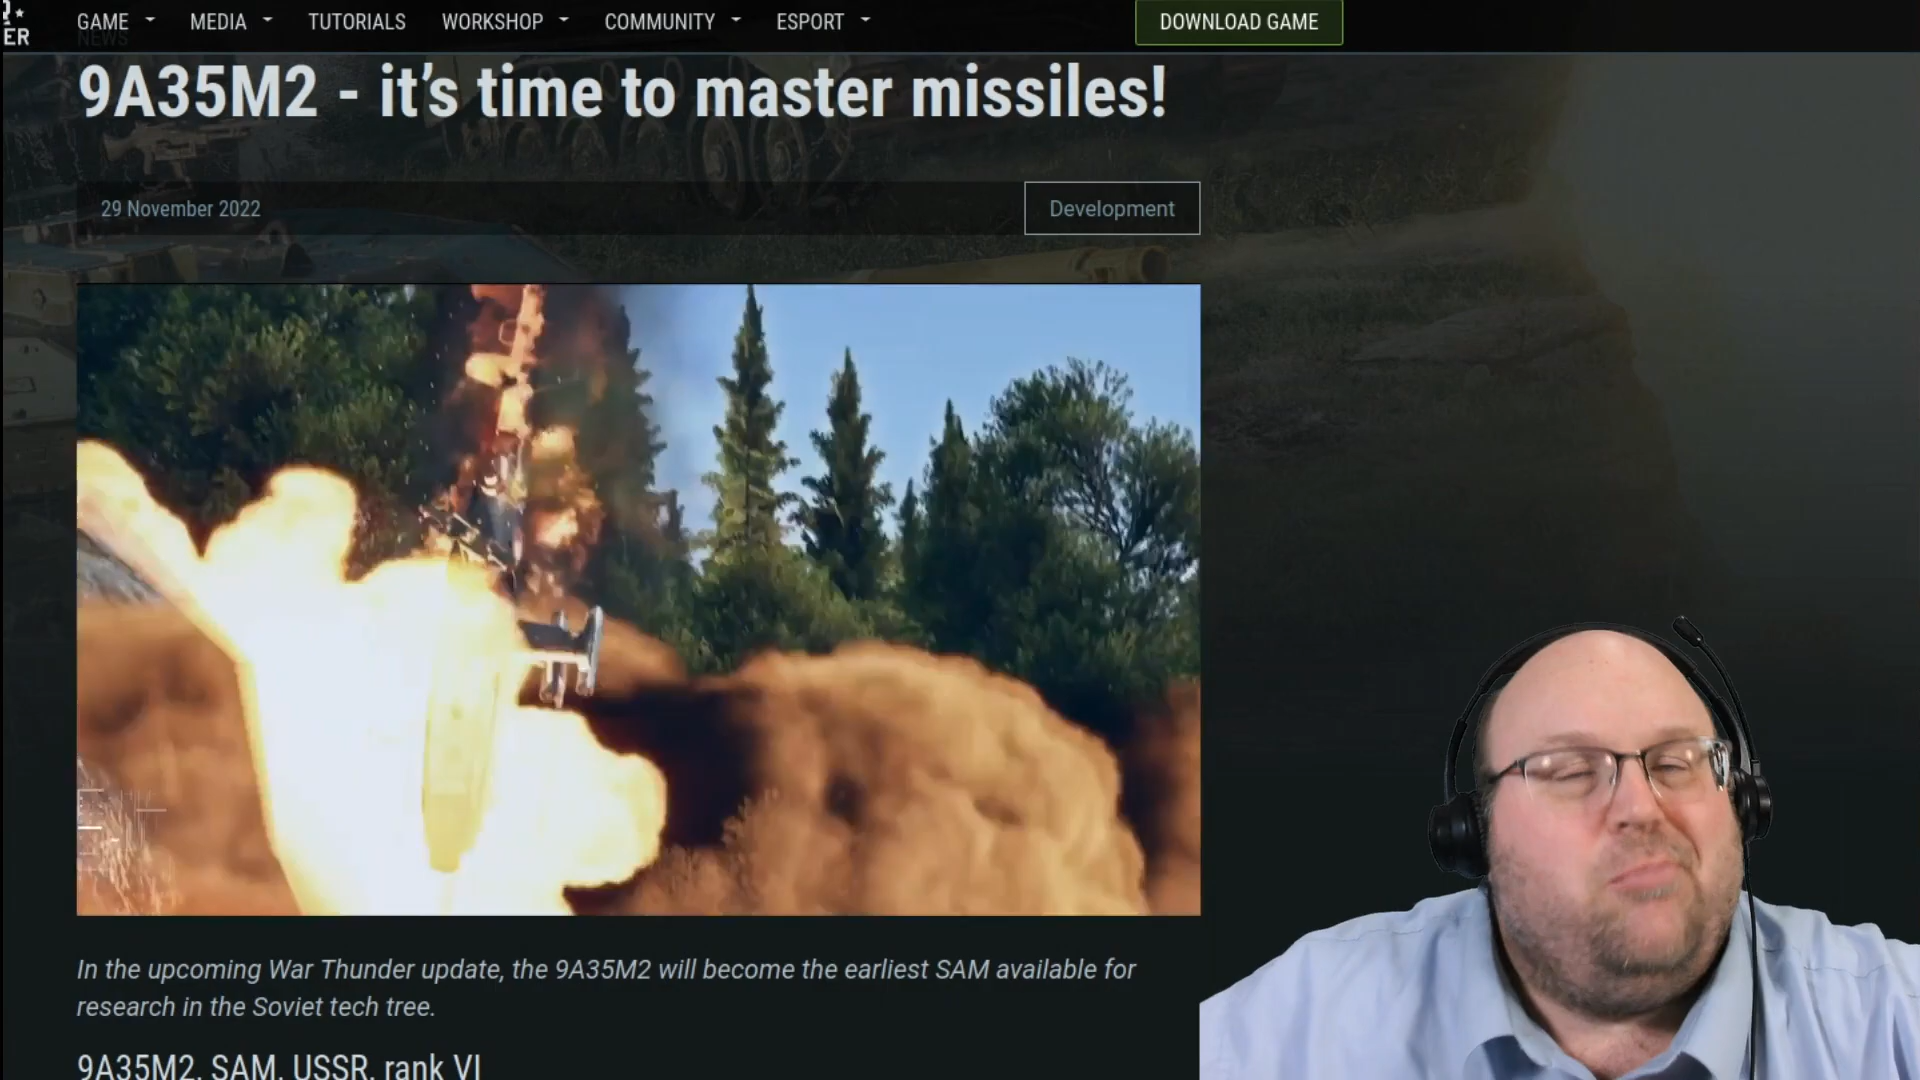 ER
GAME
MEDIA
TUTORIALS
WORKSHOP
COMMUNITY
ESPORT
DOWNLOAD GAME
NEWS
9A35M2 - it's time to master missiles!
29 November 2022
Development
In the upcoming War Thunder update, the 9A35M2 will become the earliest SAM available for
research in the Soviet tech tree.
9A35M2, SAM, USSR, rank VI